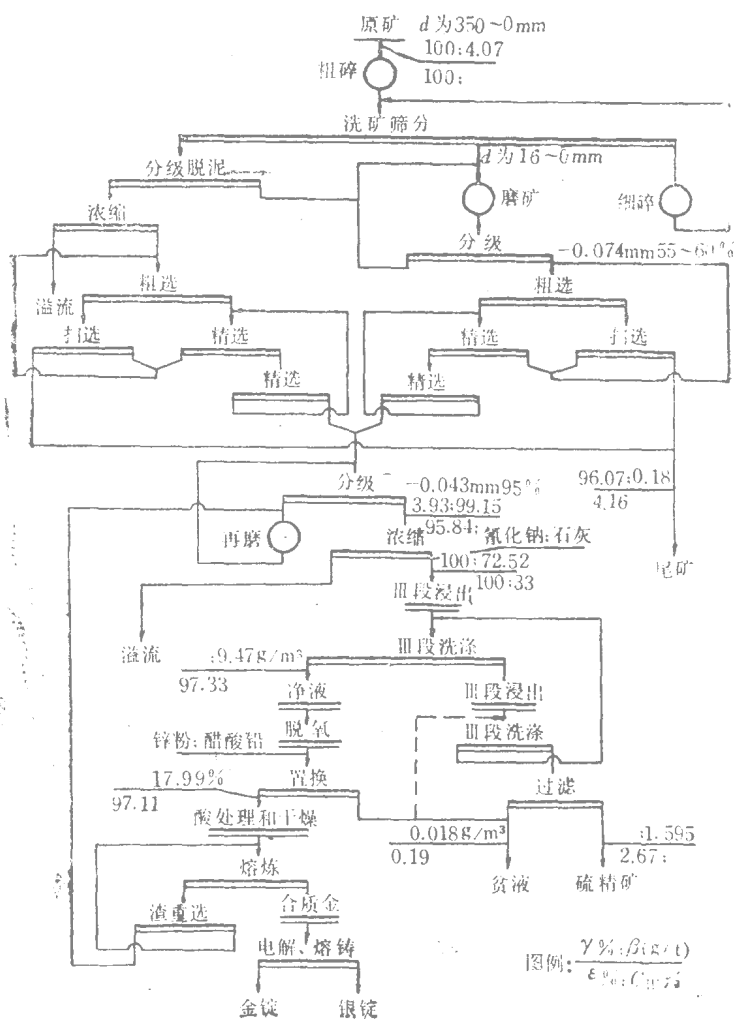 原矿 d为350~0mm
100:4.07
粗碎 100:
洗矿筛分
d为16~0mm
分级脱泥
磨矿
细碎
浓缩
分级
-0.074mm55~60%
粗选
粗选
溢流
扫选 精选
精选 扫选
精选
精选
分级 -0.043mm95%
96.07:0.18
4.16
3.93:99.15
95.84:
再磨
浓缩
氰化钠:石灰
100:72.52
100:33
尾矿
Ⅲ段浸出
溢流
Ⅲ段洗涤
:9.47g/m³
97.33
净液
Ⅲ段浸出
脱氧
Ⅲ段洗涤
锌粉:醋酸铅
置换
过滤
17.99%
97.11
酸处理和干燥
0.018g/m³
0.19
:1.595
2.67:
熔炼
贫液 硫精矿
渣重选
合质金
电解、熔铸
图例: γ%:β(g/t)
ε%:
金锭 银锭